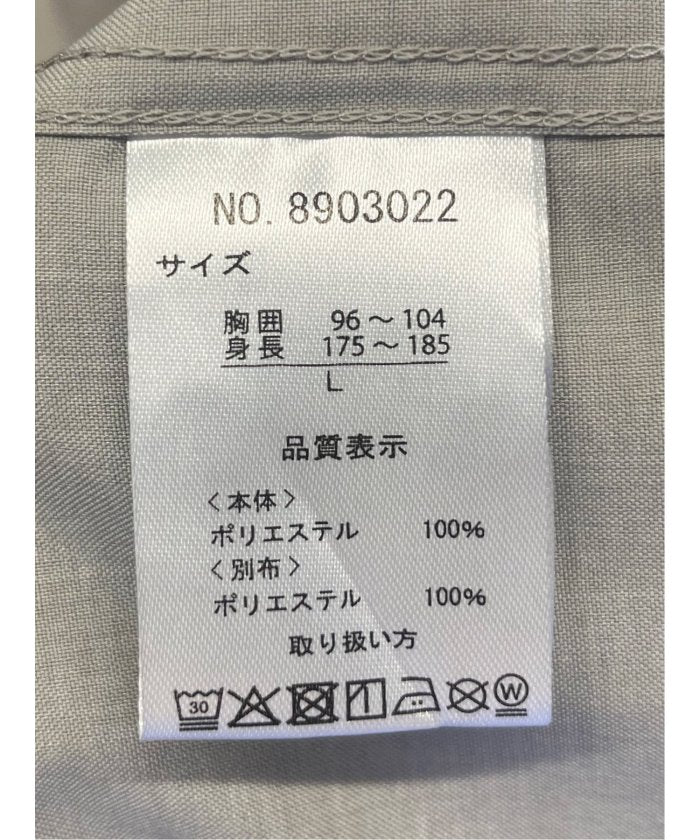 NO. 8903022
サイズ
胸囲 96～104
身長 175～185
L
品質表示
〈本体〉
ポリエステル 100%
〈別布〉
ポリエステル 100%
取り扱い方
30 W